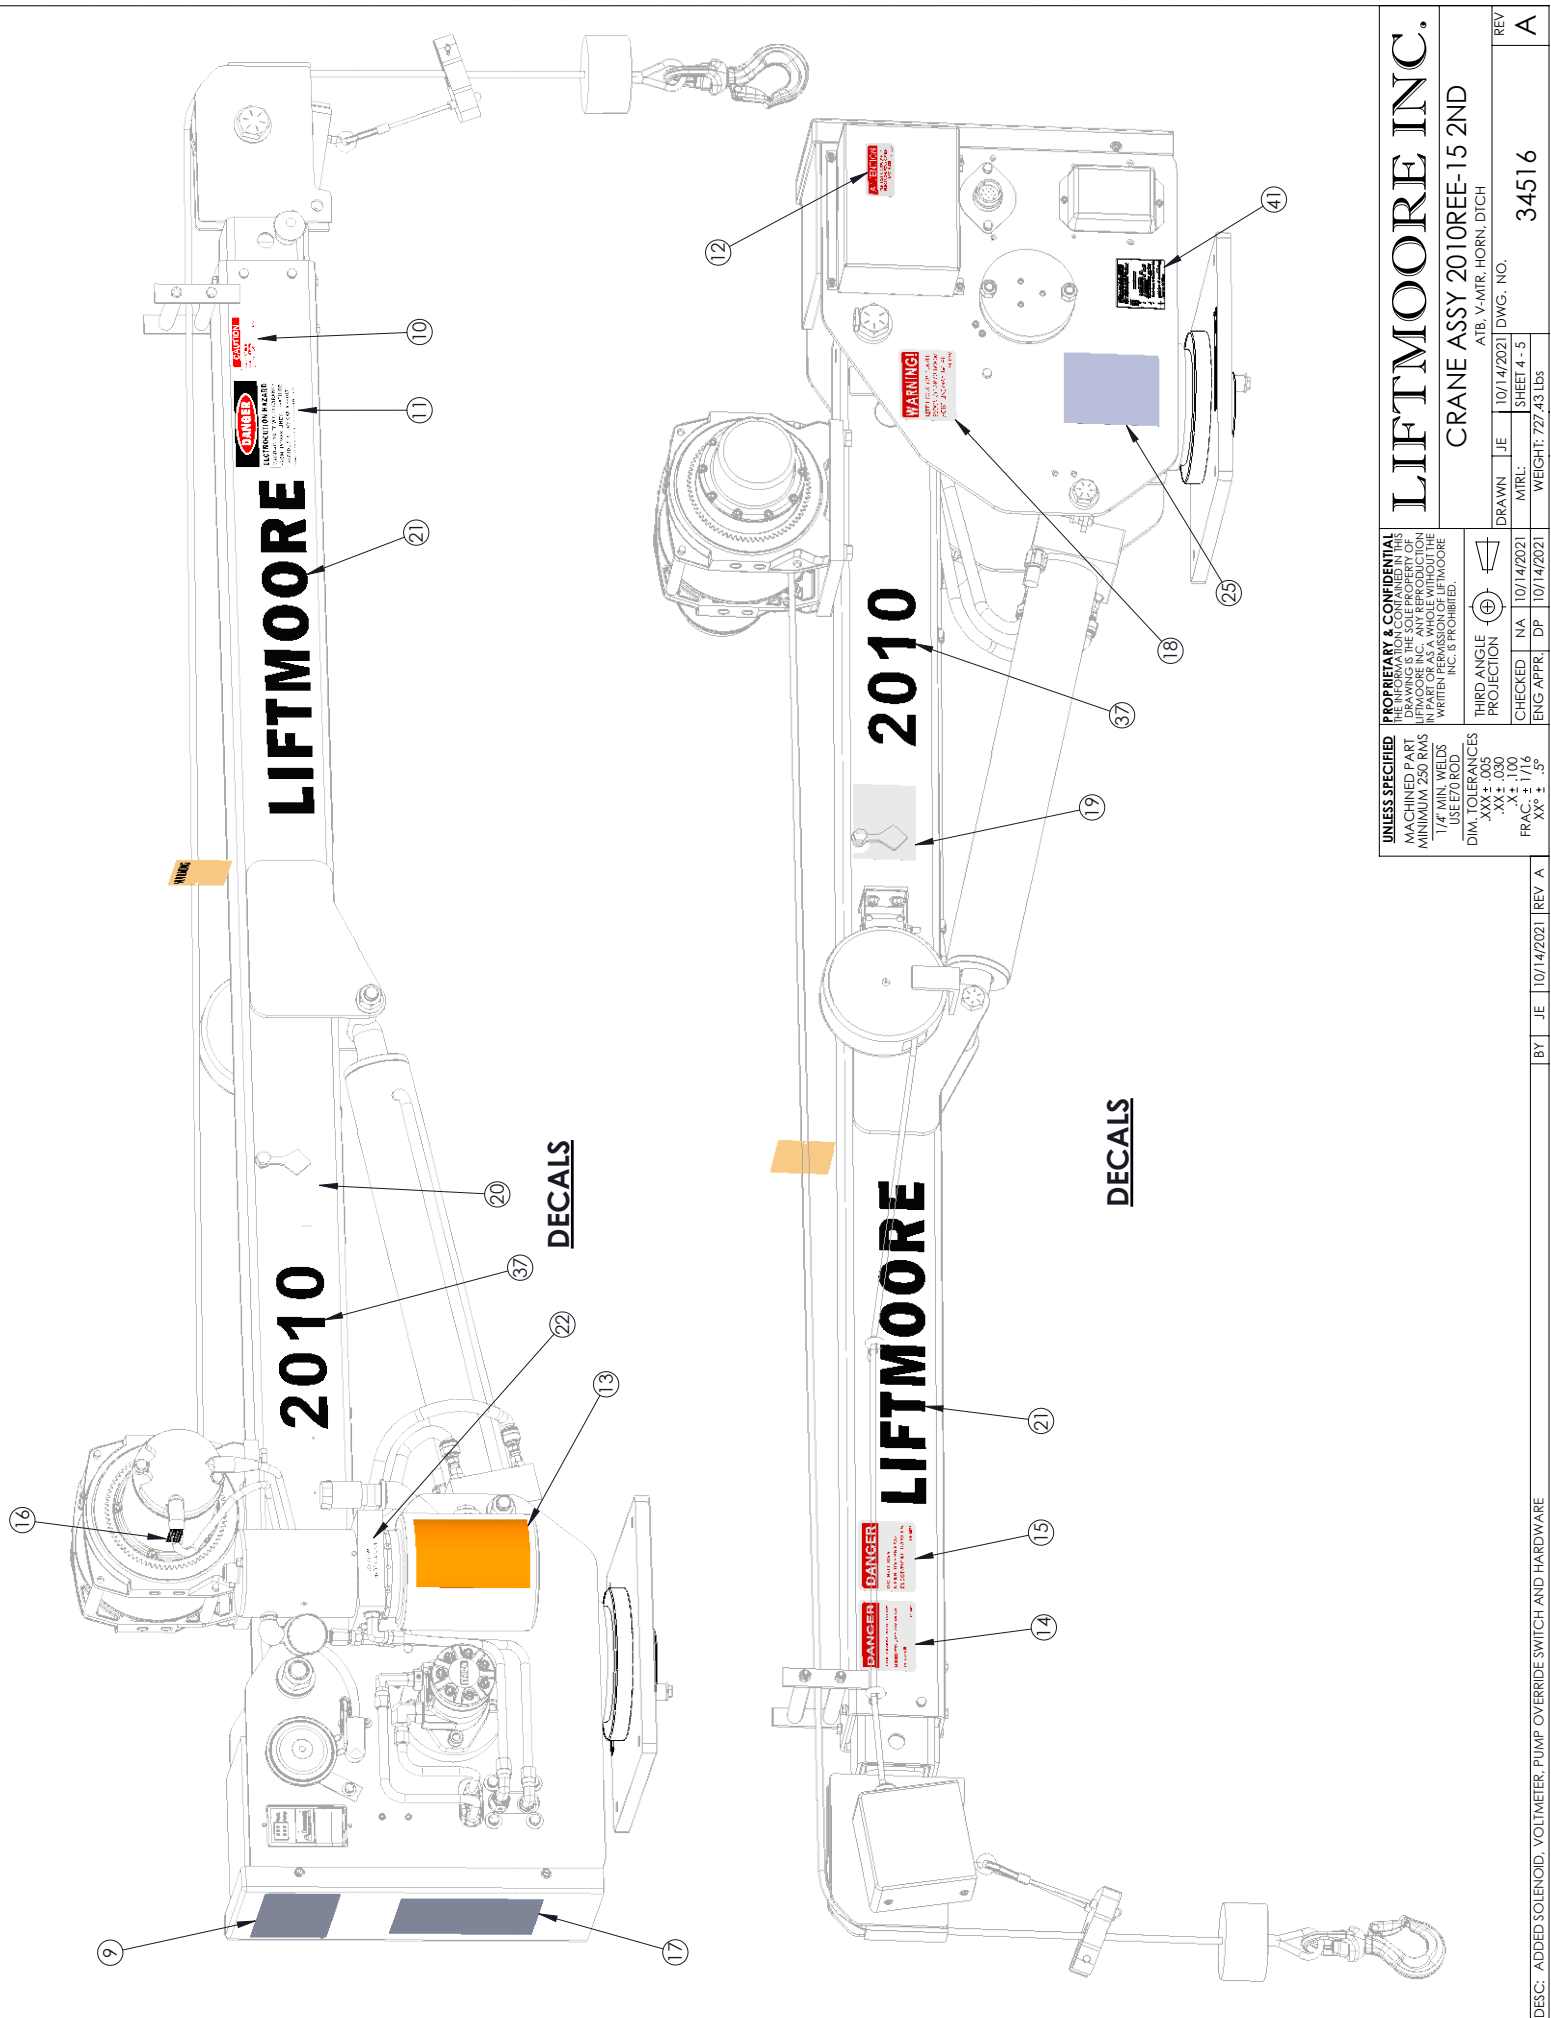 16
9
17
2010
LIFTMOORE
DANGER
ELECTROCUTION HAZARD
CAUTION
WARNING
22
13
37
20
21
11
10
DECALS
LIFTMOORE
2010
DANGER
DANGER
WARNING!
ATTENTION
14
15
21
19
37
18
25
12
41
DECALS
UNLESS SPECIFIED
MACHINED PART
MINIMUM 250 RMS
1/4" MIN. WELDS
USE E70 ROD
DIM. TOLERANCES
.XXX ± .005
.XX ± .030
.X ± .100
FRAC. ± 1/16
XX° ± .5°
PROPRIETARY & CONFIDENTIAL
THE INFORMATION CONTAINED IN THIS
DRAWING IS THE SOLE PROPERTY OF
LIFTMOORE INC. ANY REPRODUCTION
IN PART OR AS A WHOLE WITHOUT THE
WRITTEN PERMISSION OF LIFTMOORE
INC. IS PROHIBITED.
THIRD ANGLE
PROJECTION
CHECKED NA 10/14/2021
ENG APPR. DP 10/14/2021
LIFTMOORE INC.
CRANE ASSY 2010REE-15 2ND
ATB, V-MTR, HORN, DTCH
DRAWN JE 10/14/2021
MTRL:
SHEET 4 - 5
WEIGHT: 727.43 Lbs
DWG. NO.
34516
REV
A
DESC: ADDED SOLENOID, VOLTMETER, PUMP OVERRIDE SWITCH AND HARDWARE
BY JE 10/14/2021 REV A